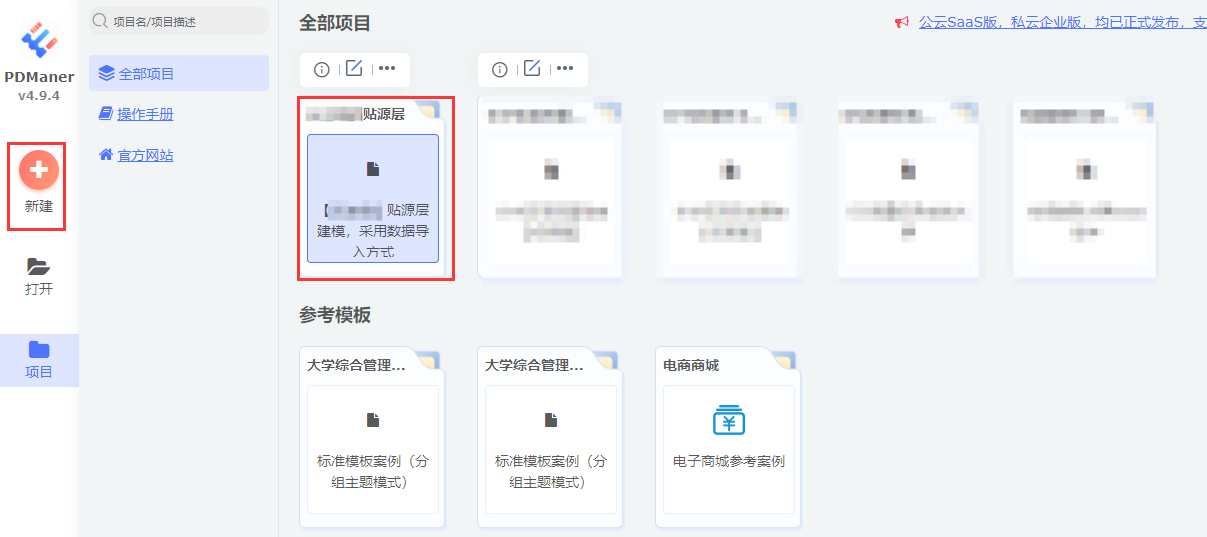 PDManer
v4.9.4
新建
打开
项目
项目名/项目描述
全部项目
操作手册
官方网站
全部项目
公云SaaS版，私云企业版，均已正式发布，支
贴源层
【 贴源层
建模，采用数据导
入方式
参考模板
大学综合管理...
标准模板案例（分
组主题模式）
大学综合管理...
标准模板案例（分
组主题模式）
电商商城
电子商城参考案例